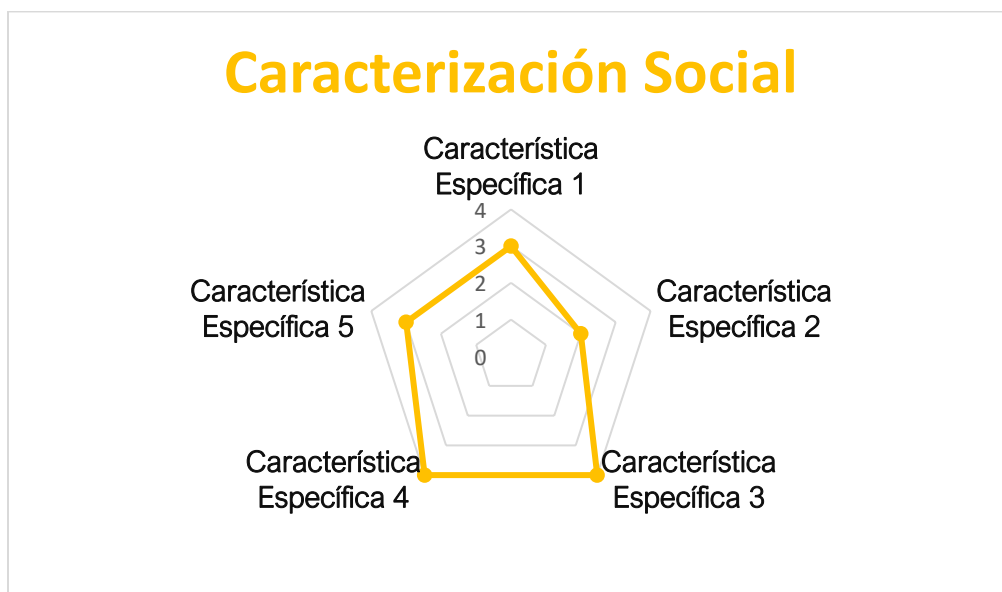 Caracterización Social
Característica
Específica 1
4
3
2
1
0
Característica
Específica 2
Característica
Específica 3
Característica
Específica 4
Característica
Específica 5